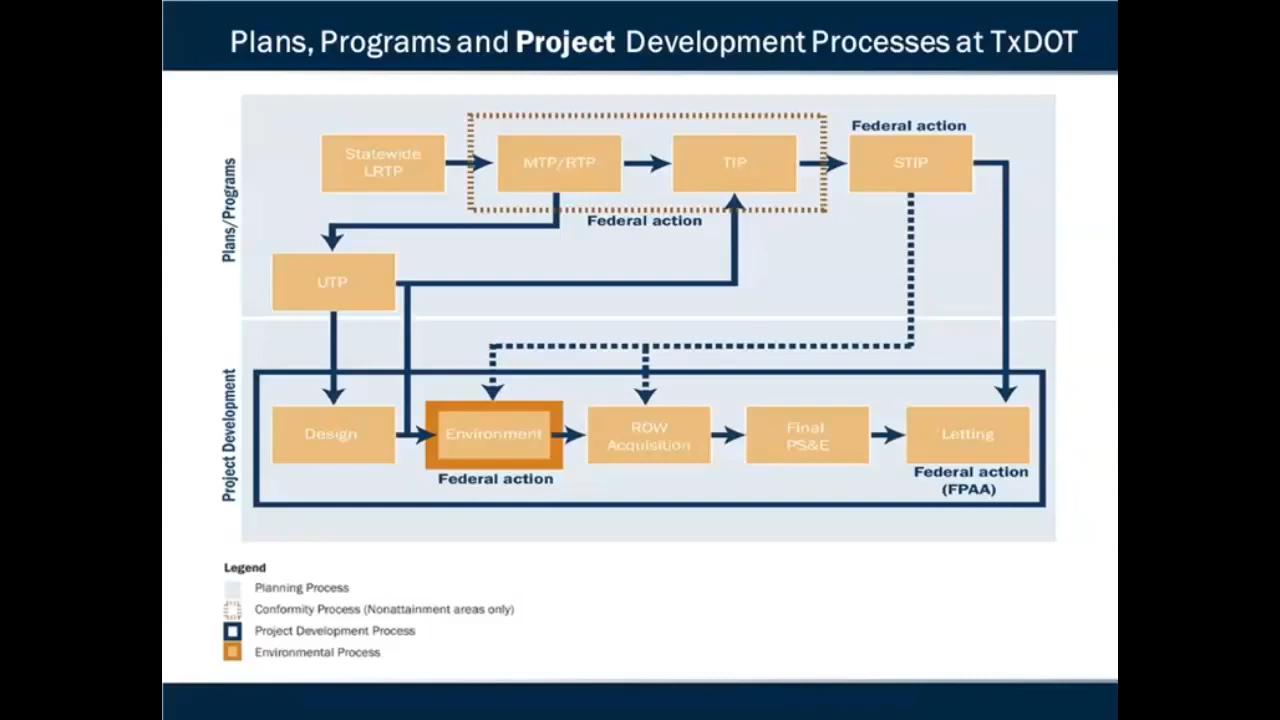 Plans, Programs and Project Development Processes at TxDOT
Plans/Programs
Federal action
Statewide
LRTP
MTP/RTP
TIP
STIP
Federal action
UTP
Project Development
Design
Environment
ROW
Acquisition
Final
PS&E
Letting
Federal action
Federal action
(FPAA)
Legend
Planning Process
Conformity Process (Nonattainment areas only)
Project Development Process
Environmental Process